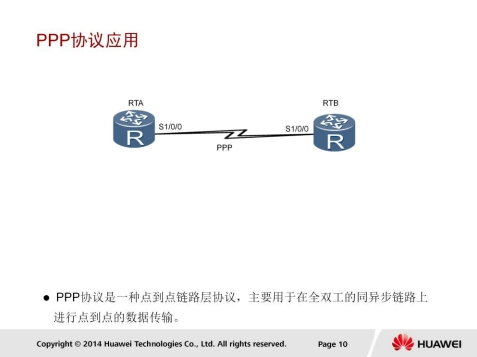 PPP协议应用
RTA
RTB
S1/0/0
S1/0/0
PPP
R
R
● PPP协议是一种点到点链路层协议，主要用于在全双工的同异步链路上
进行点到点的数据传输。
Copyright © 2014 Huawei Technologies Co., Ltd. All rights reserved.
Page 10
HUAWEI